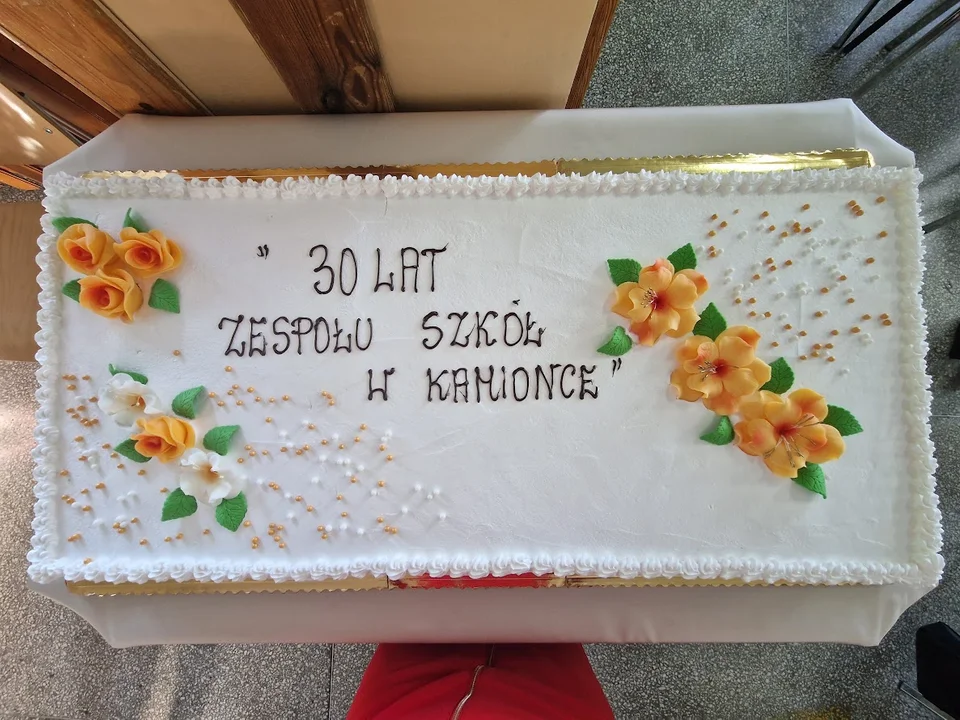 " 30 LAT
ZESPOŁU SZKÓŁ
W KAMIONCE "